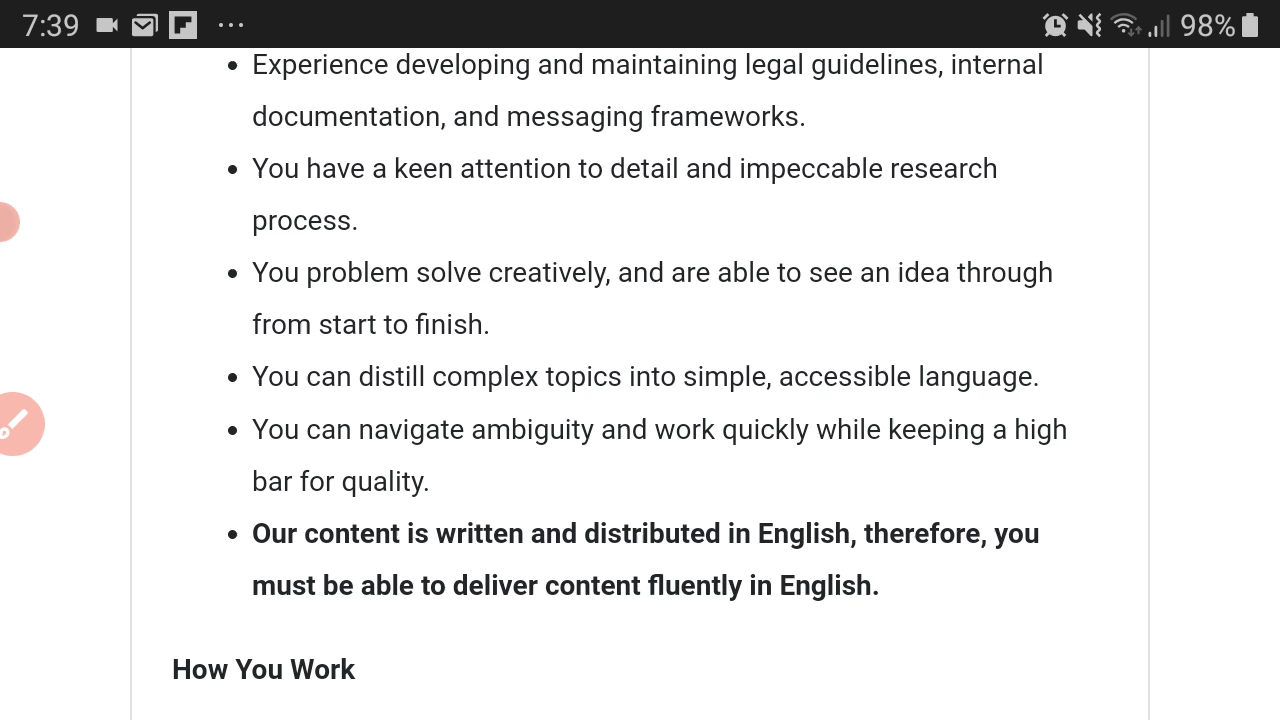 7:39 98%
Experience developing and maintaining legal guidelines, internal
documentation, and messaging frameworks.
You have a keen attention to detail and impeccable research
process.
You problem solve creatively, and are able to see an idea through
from start to finish.
You can distill complex topics into simple, accessible language.
You can navigate ambiguity and work quickly while keeping a high
bar for quality.
Our content is written and distributed in English, therefore, you
must be able to deliver content fluently in English.
How You Work